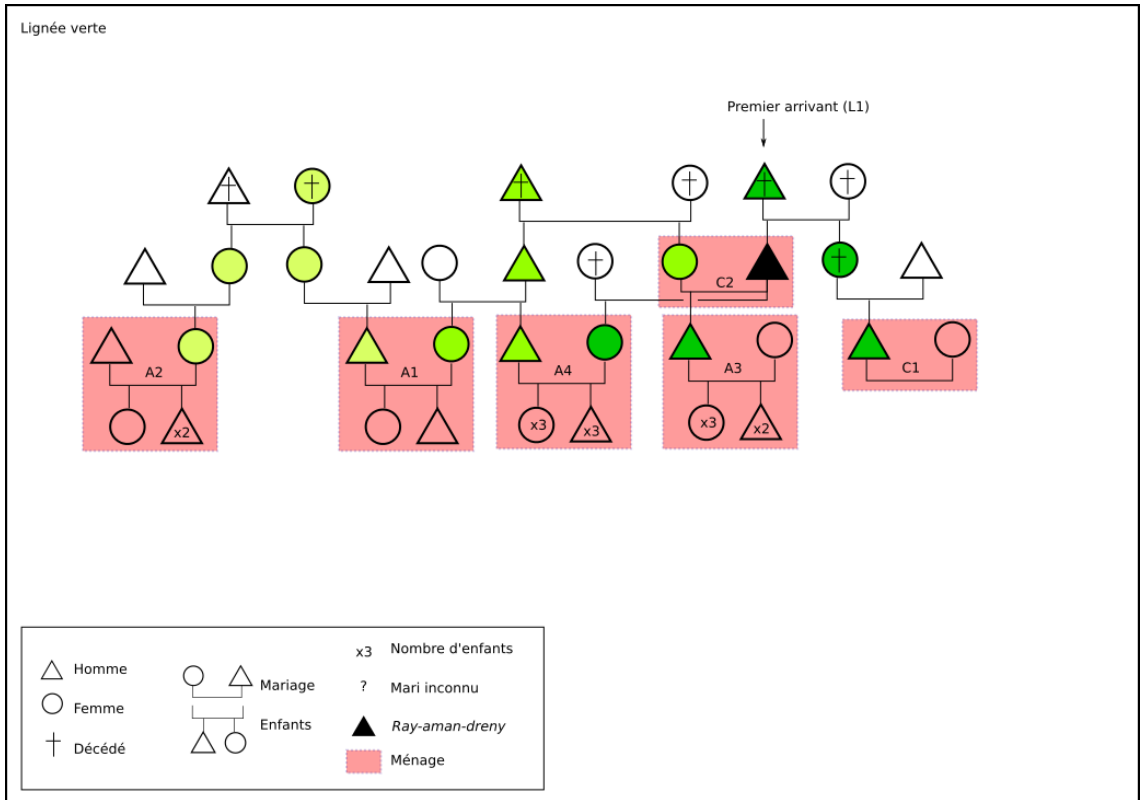 Lignée verte
Premier arrivant (L1)
C2
A2
A1
A4
A3
C1
x2
x3
x3
x3
x2
x3 Nombre d'enfants
Homme
Mariage
? Mari inconnu
Femme
Enfants
Ray-aman-dreny
Décédé
Ménage